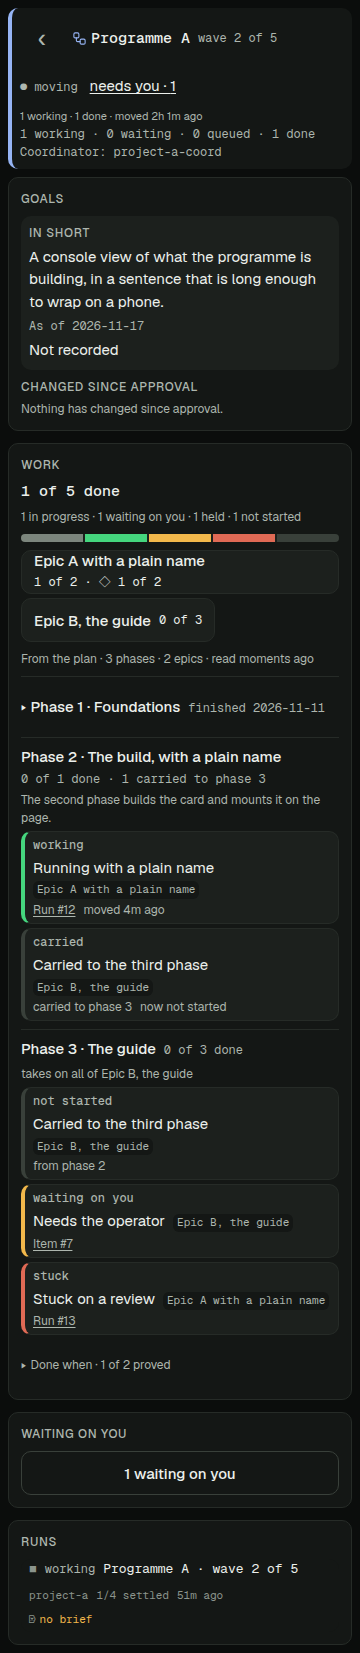 Programme A wave 2 of 5
moving needs you · 1
1 working · 1 done · moved 2h 1m ago
1 working · 0 waiting · 0 queued · 1 done
Coordinator: project-a-coord
GOALS
IN SHORT
A console view of what the programme is
building, in a sentence that is long enough
to wrap on a phone.
As of 2026-11-17
Not recorded
CHANGED SINCE APPROVAL
Nothing has changed since approval.
WORK
1 of 5 done
1 in progress · 1 waiting on you · 1 held · 1 not started
Epic A with a plain name
1 of 2 · ◇ 1 of 2
Epic B, the guide 0 of 3
From the plan · 3 phases · 2 epics · read moments ago
Phase 1 · Foundations finished 2026-11-11
Phase 2 · The build, with a plain name
0 of 1 done · 1 carried to phase 3
The second phase builds the card and mounts it on the
page.
working
Running with a plain name
Epic A with a plain name
Run #12 moved 4m ago
carried
Carried to the third phase
Epic B, the guide
carried to phase 3 now not started
Phase 3 · The guide 0 of 3 done
takes on all of Epic B, the guide
not started
Carried to the third phase
Epic B, the guide
from phase 2
waiting on you
Needs the operator Epic B, the guide
Item #7
stuck
Stuck on a review Epic A with a plain name
Run #13
Done when · 1 of 2 proved
WAITING ON YOU
1 waiting on you
RUNS
working Programme A · wave 2 of 5
project-a 1/4 settled 51m ago
no brief